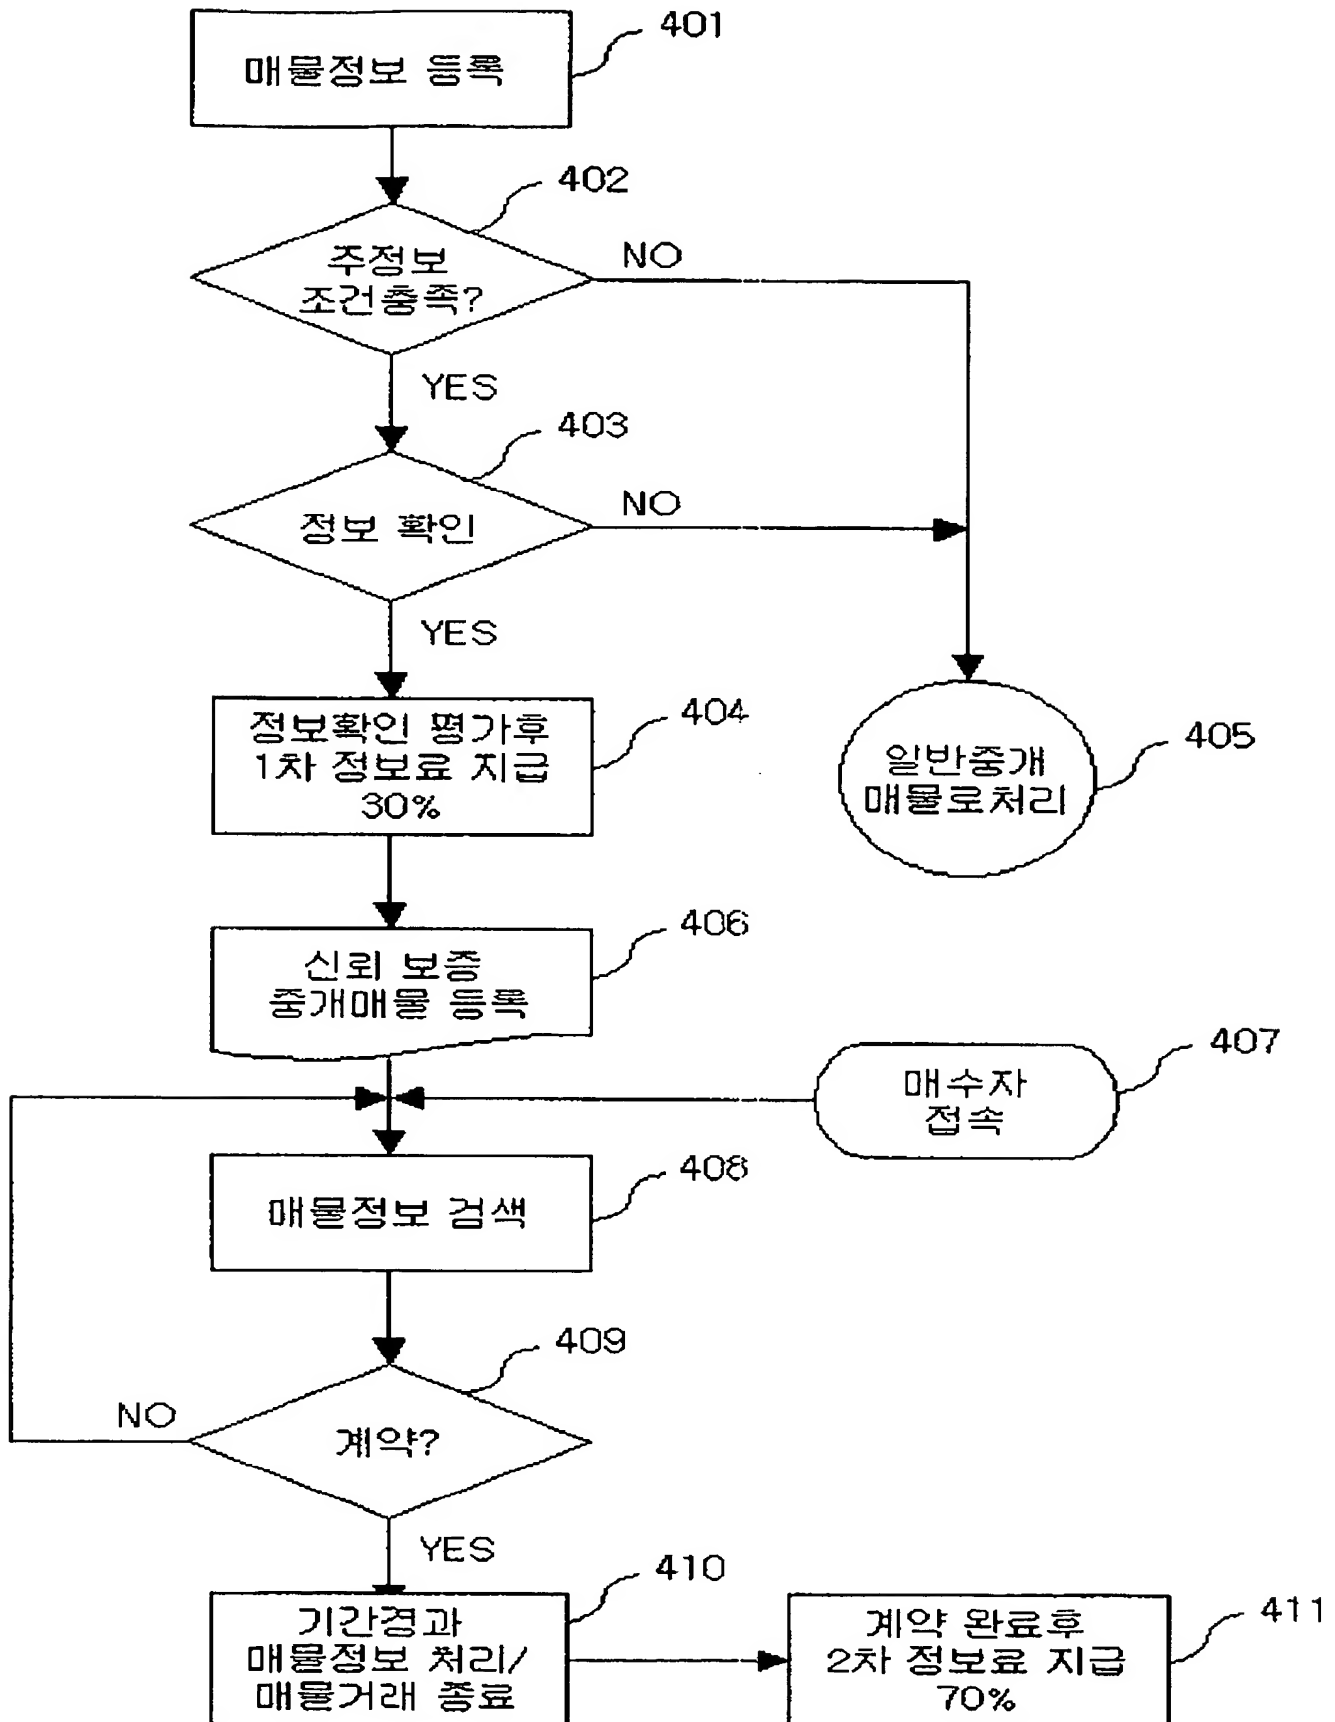 401
매물정보 등록
402
주정보
조건충족?
NO
YES
403
정보 확인
NO
YES
404
정보확인 평가후
1차 정보료 지급
30%
405
일반중개
매물로처리
406
신뢰 보증
중개매물 등록
407
매수자
접속
408
매물정보 검색
409
계약?
NO
YES
410
기간경과
매물정보 처리/
매물거래 종료
411
계약 완료후
2차 정보료 지급
70%